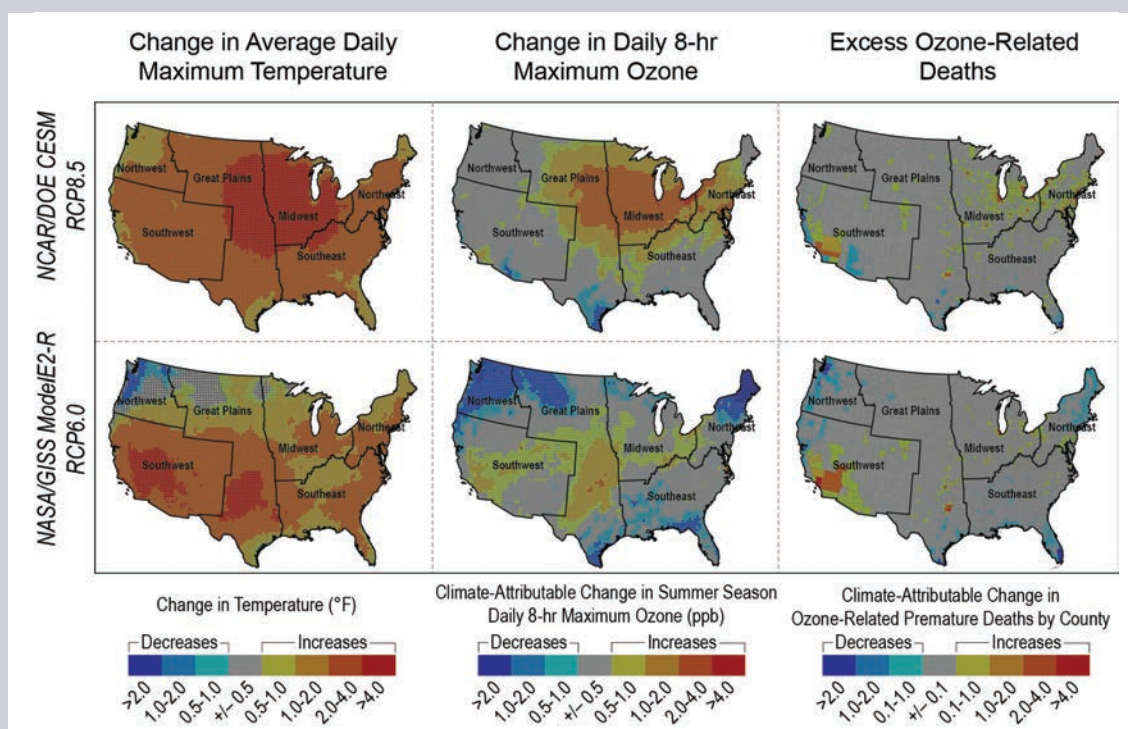 Change in Average Daily
Maximum Temperature
Change in Daily 8-hr
Maximum Ozone
Excess Ozone-Related
Deaths
NCAR/DOE CESM
RCP8.5
Northwest
Great Plains
Midwest
Northeast
Southwest
Southeast
Northwest
Great Plains
Midwest
Northeast
Southwest
Southeast
Northwest
Great Plains
Midwest
Northeast
Southwest
Southeast
NASA/GISS ModelE2-R
RCP6.0
Northwest
Great Plains
Midwest
Northeast
Southwest
Southeast
Northwest
Great Plains
Midwest
Northeast
Southwest
Southeast
Northwest
Great Plains
Midwest
Northeast
Southwest
Southeast
Change in Temperature (°F)
Decreases Increases
>2.0 1.0-2.0 0.5-1.0 +/– 0.5 0.5-1.0 1.0-2.0 2.0-4.0 >4.0
Climate-Attributable Change in Summer Season
Daily 8-hr Maximum Ozone (ppb)
Decreases Increases
>2.0 1.0-2.0 0.5-1.0 +/– 0.5 0.5-1.0 1.0-2.0 2.0-4.0 >4.0
Climate-Attributable Change in
Ozone-Related Premature Deaths by County
Decreases Increases
>2.0 1.0-2.0 0.1-1.0 +/– 0.1 0.1-1.0 1.0-2.0 2.0-4.0 >4.0